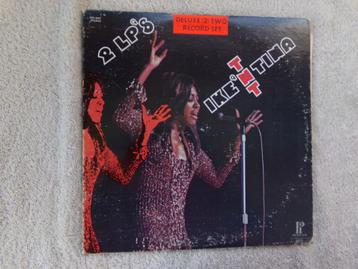 2 LP'S
DELUXE (2) TWO
RECORD SET
IKE 'N TINA
TNT